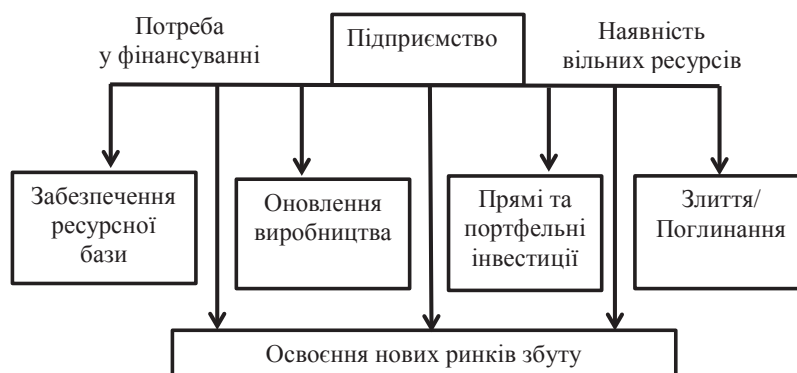 Потреба
у фінансуванні
Підприємство
Наявність
вільних ресурсів
Забезпечення
ресурсної
бази
Оновлення
виробництва
Прямі та
портфельні
інвестиції
Злиття/
Поглинання
Освоєння нових ринків збуту